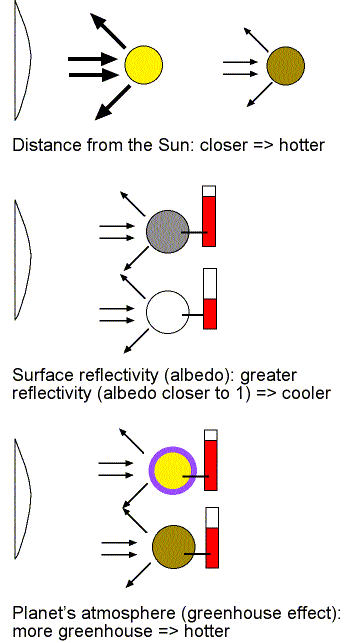 Distance from the Sun: closer => hotter
Surface reflectivity (albedo): greater
reflectivity (albedo closer to 1) => cooler
Planet's atmosphere (greenhouse effect):
more greenhouse => hotter